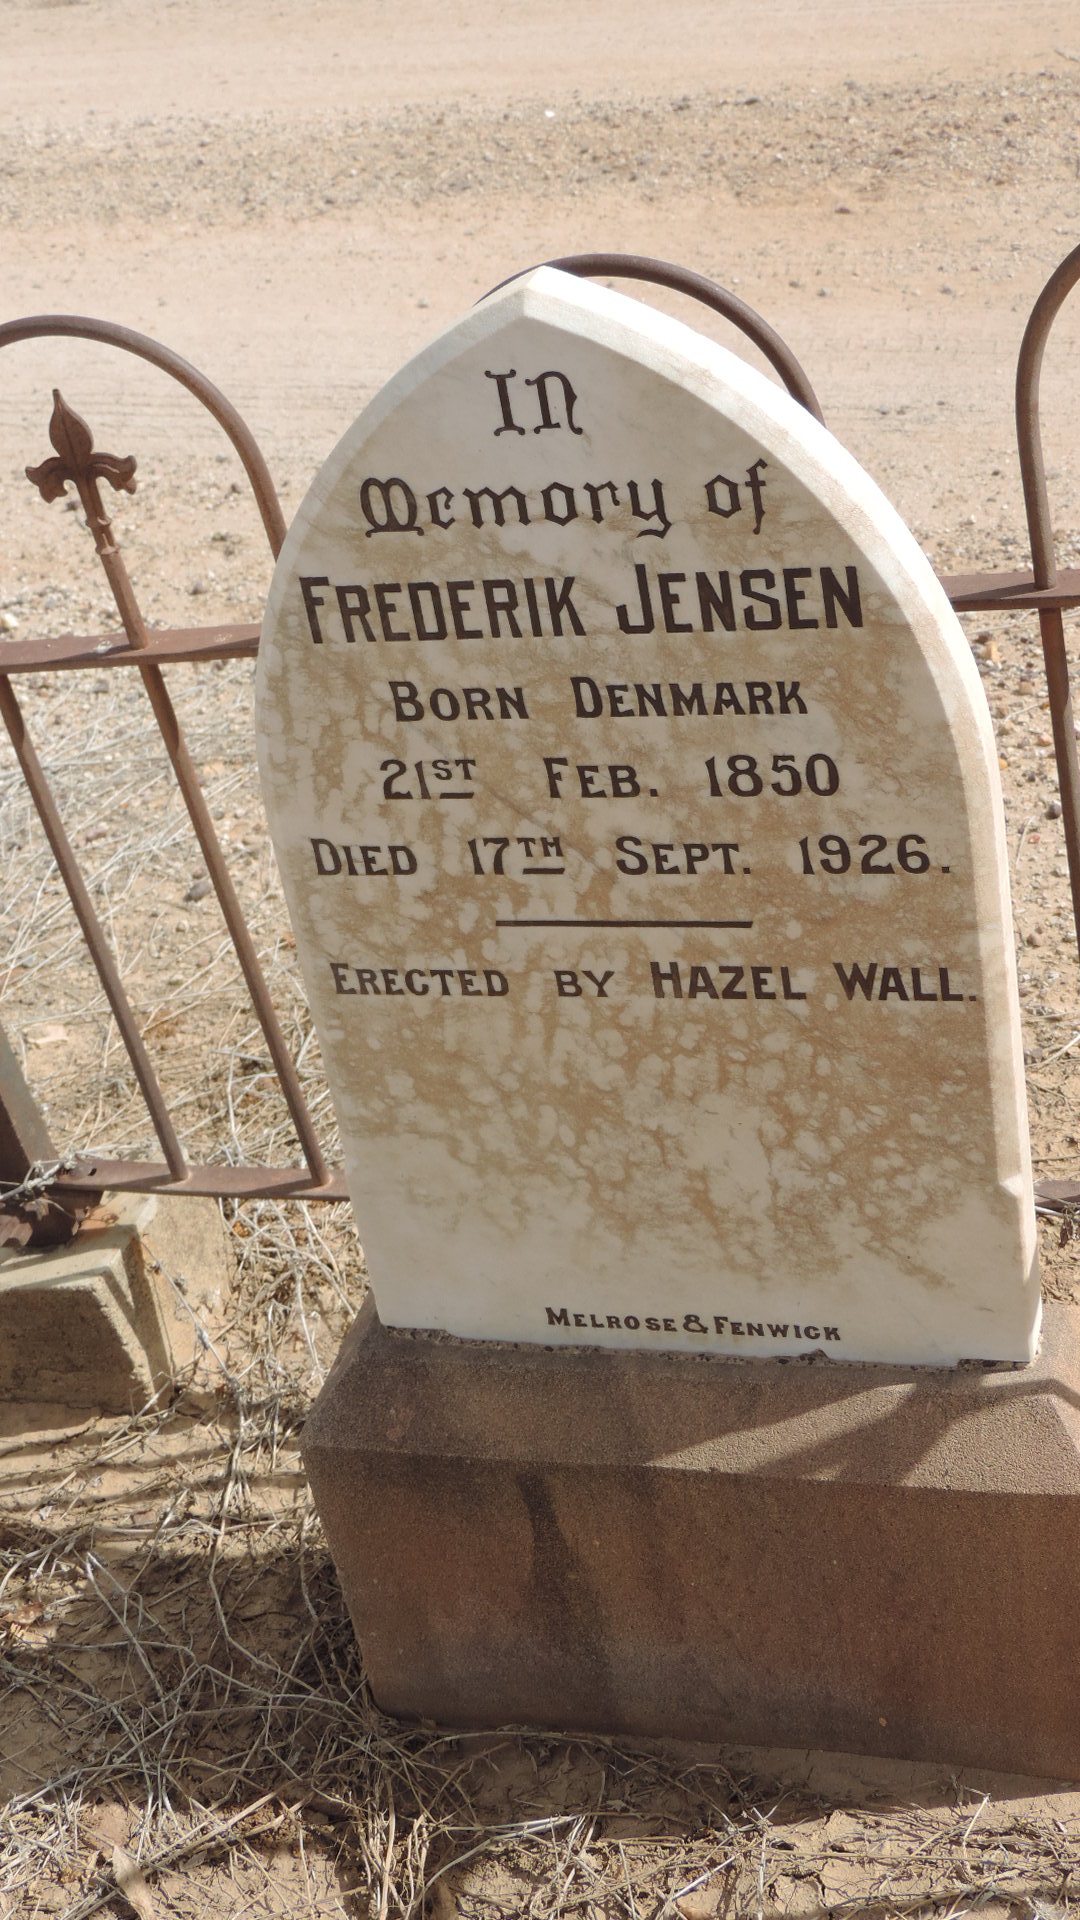 In
Memory of
FREDERIK JENSEN
BORN DENMARK
21ST FEB. 1850
DIED 17TH SEPT. 1926.
ERECTED BY HAZEL WALL.
MELROSE & FENWICK